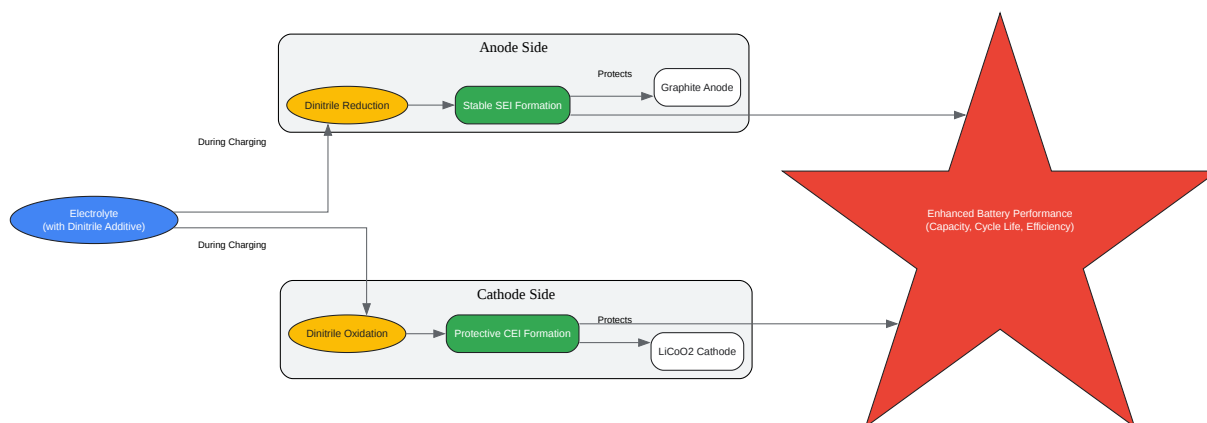 Anode Side
Protects
Dinitrile Reduction
Stable SEI Formation
Graphite Anode
During Charging
Electrolyte
(with Dinitrile Additive)
During Charging
Cathode Side
Protects
Dinitrile Oxidation
Protective CEI Formation
LiCoO2 Cathode
Enhanced Battery Performance
(Capacity, Cycle Life, Efficiency)